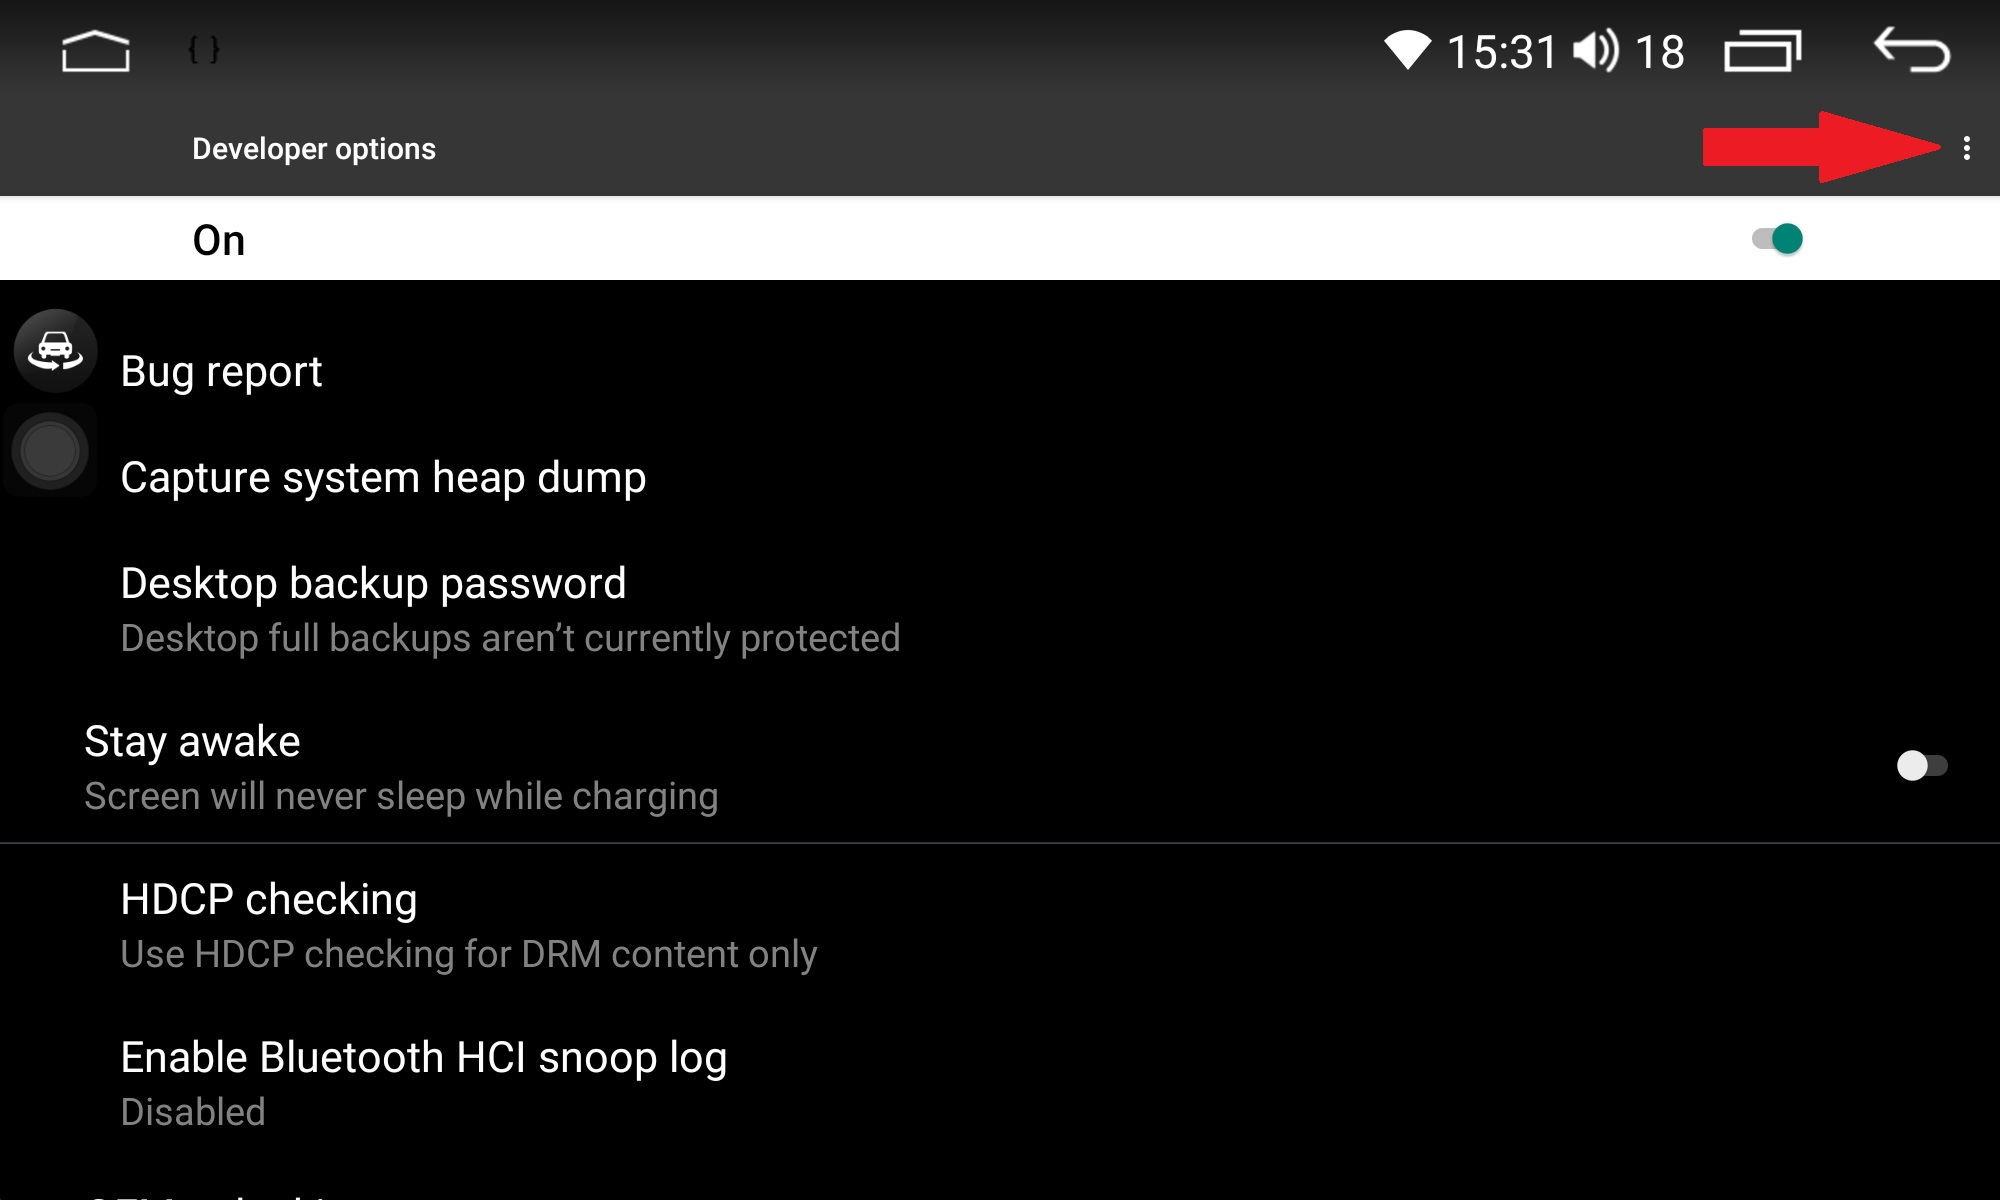 { } 15:31 18
Developer options
On
Bug report
Capture system heap dump
Desktop backup password
Desktop full backups aren’t currently protected
Stay awake
Screen will never sleep while charging
HDCP checking
Use HDCP checking for DRM content only
Enable Bluetooth HCI snoop log
Disabled